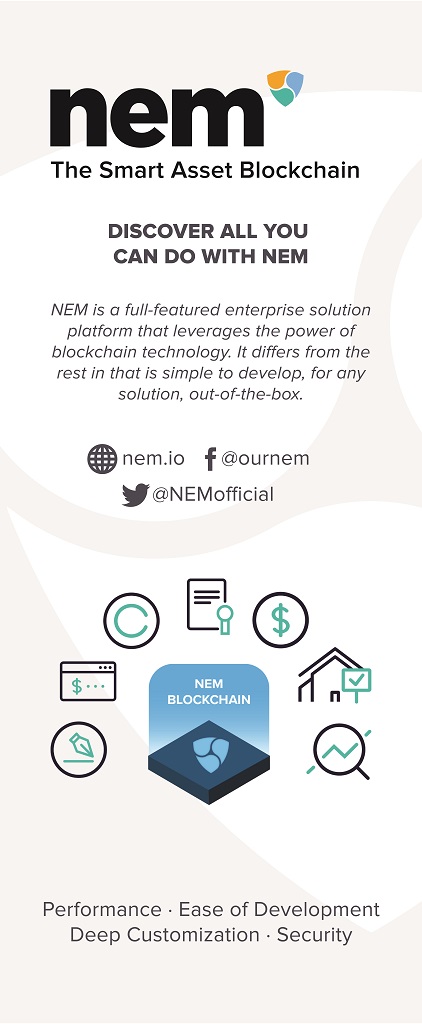 nem
The Smart Asset Blockchain
DISCOVER ALL YOU
CAN DO WITH NEM
NEM is a full-featured enterprise solution
platform that leverages the power of
blockchain technology. It differs from the
rest in that is simple to develop, for any
solution, out-of-the-box.
nem.io @ournem
@NEMofficial
$
$
NEM
BLOCKCHAIN
Performance · Ease of Development
Deep Customization · Security